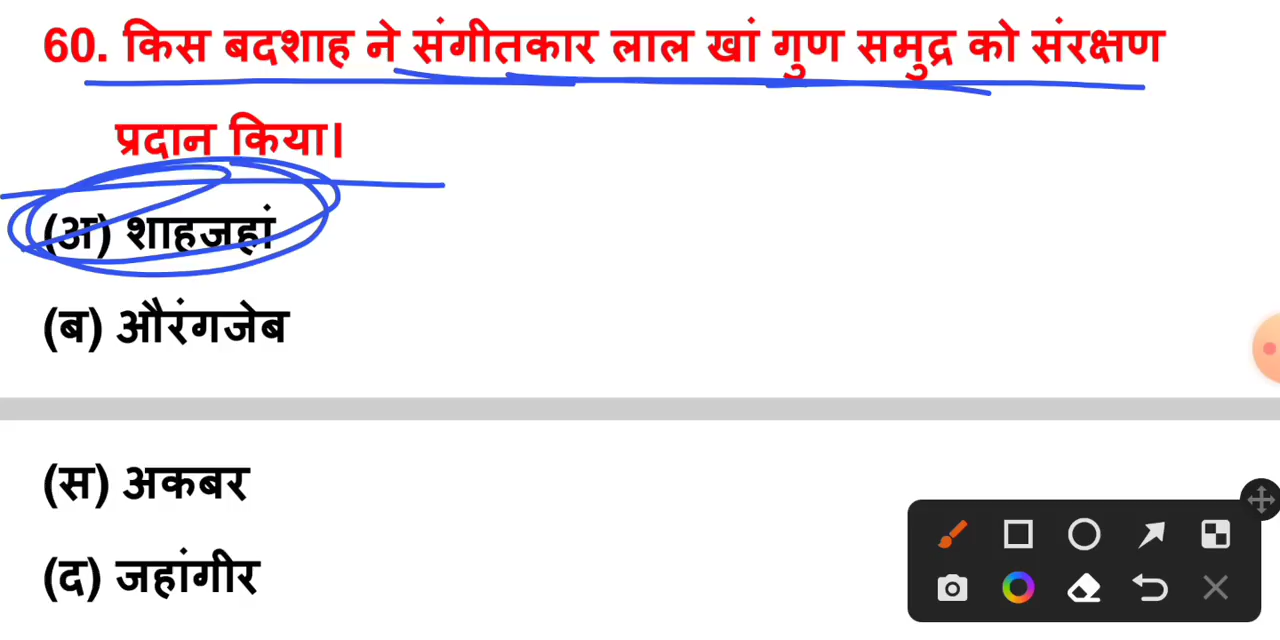 60. किस बदशाह ने संगीतकार लाल खां गुण समुद्र को संरक्षण
प्रदान किया।
(अ) शाहजहां
(ब) औरंगजेब
(स) अकबर
(द) जहांगीर